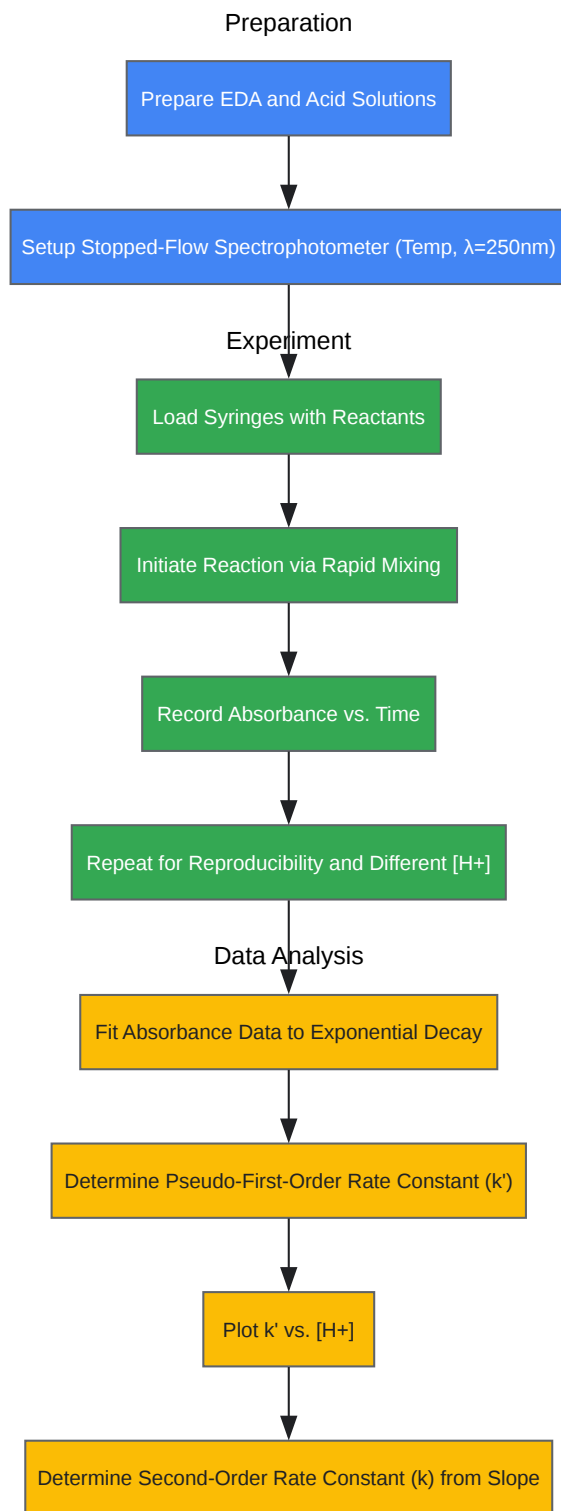 Preparation
Prepare EDA and Acid Solutions
Setup Stopped-Flow Spectrophotometer (Temp, λ=250nm)
Experiment
Load Syringes with Reactants
Initiate Reaction via Rapid Mixing
Record Absorbance vs. Time
Repeat for Reproducibility and Different [H+]
Data Analysis
Fit Absorbance Data to Exponential Decay
Determine Pseudo-First-Order Rate Constant (k')
Plot k' vs. [H+]
Determine Second-Order Rate Constant (k) from Slope